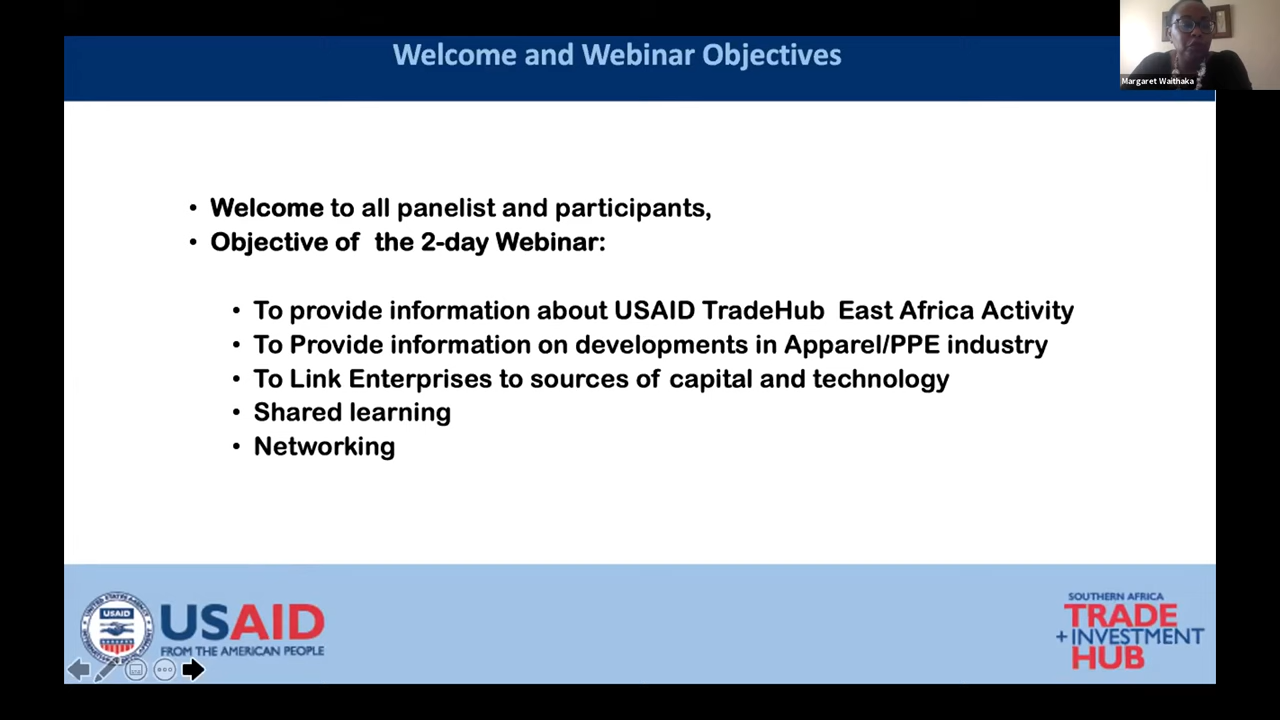 Welcome and Webinar Objectives
Margaret Waithaka
• Welcome to all panelist and participants,
• Objective of the 2-day Webinar:
• To provide information about USAID TradeHub East Africa Activity
• To Provide information on developments in Apparel/PPE industry
• To Link Enterprises to sources of capital and technology
• Shared learning
• Networking
USAID
USAID
FROM THE AMERICAN PEOPLE
SOUTHERN AFRICA
TRADE
+INVESTMENT
HUB